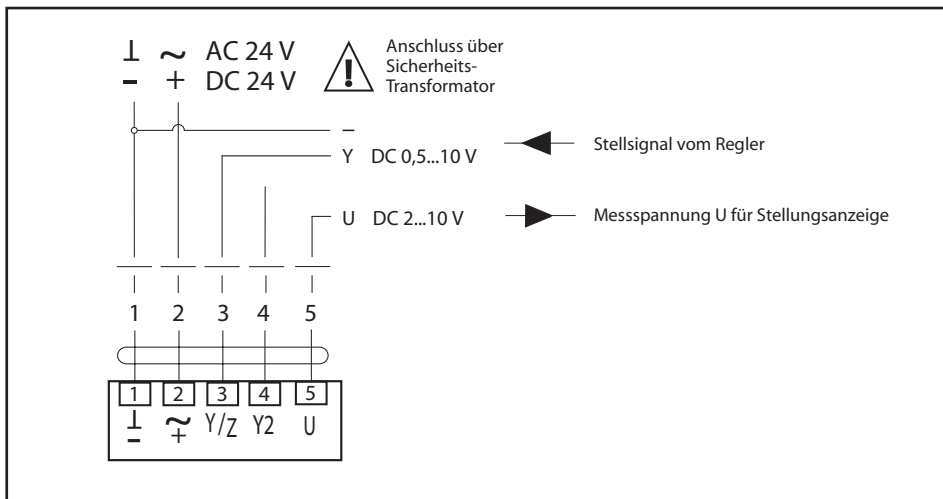 ⊥ ~ AC 24 V
– + DC 24 V
!
Anschluss über
Sicherheits-
Transformator
–
Y DC 0,5...10 V
Stellsignal vom Regler
U DC 2...10 V
Messspannung U für Stellungsanzeige
1 2 3 4 5
1 2 3 4 5
⊥ ~ Y/Z Y2 U
– +